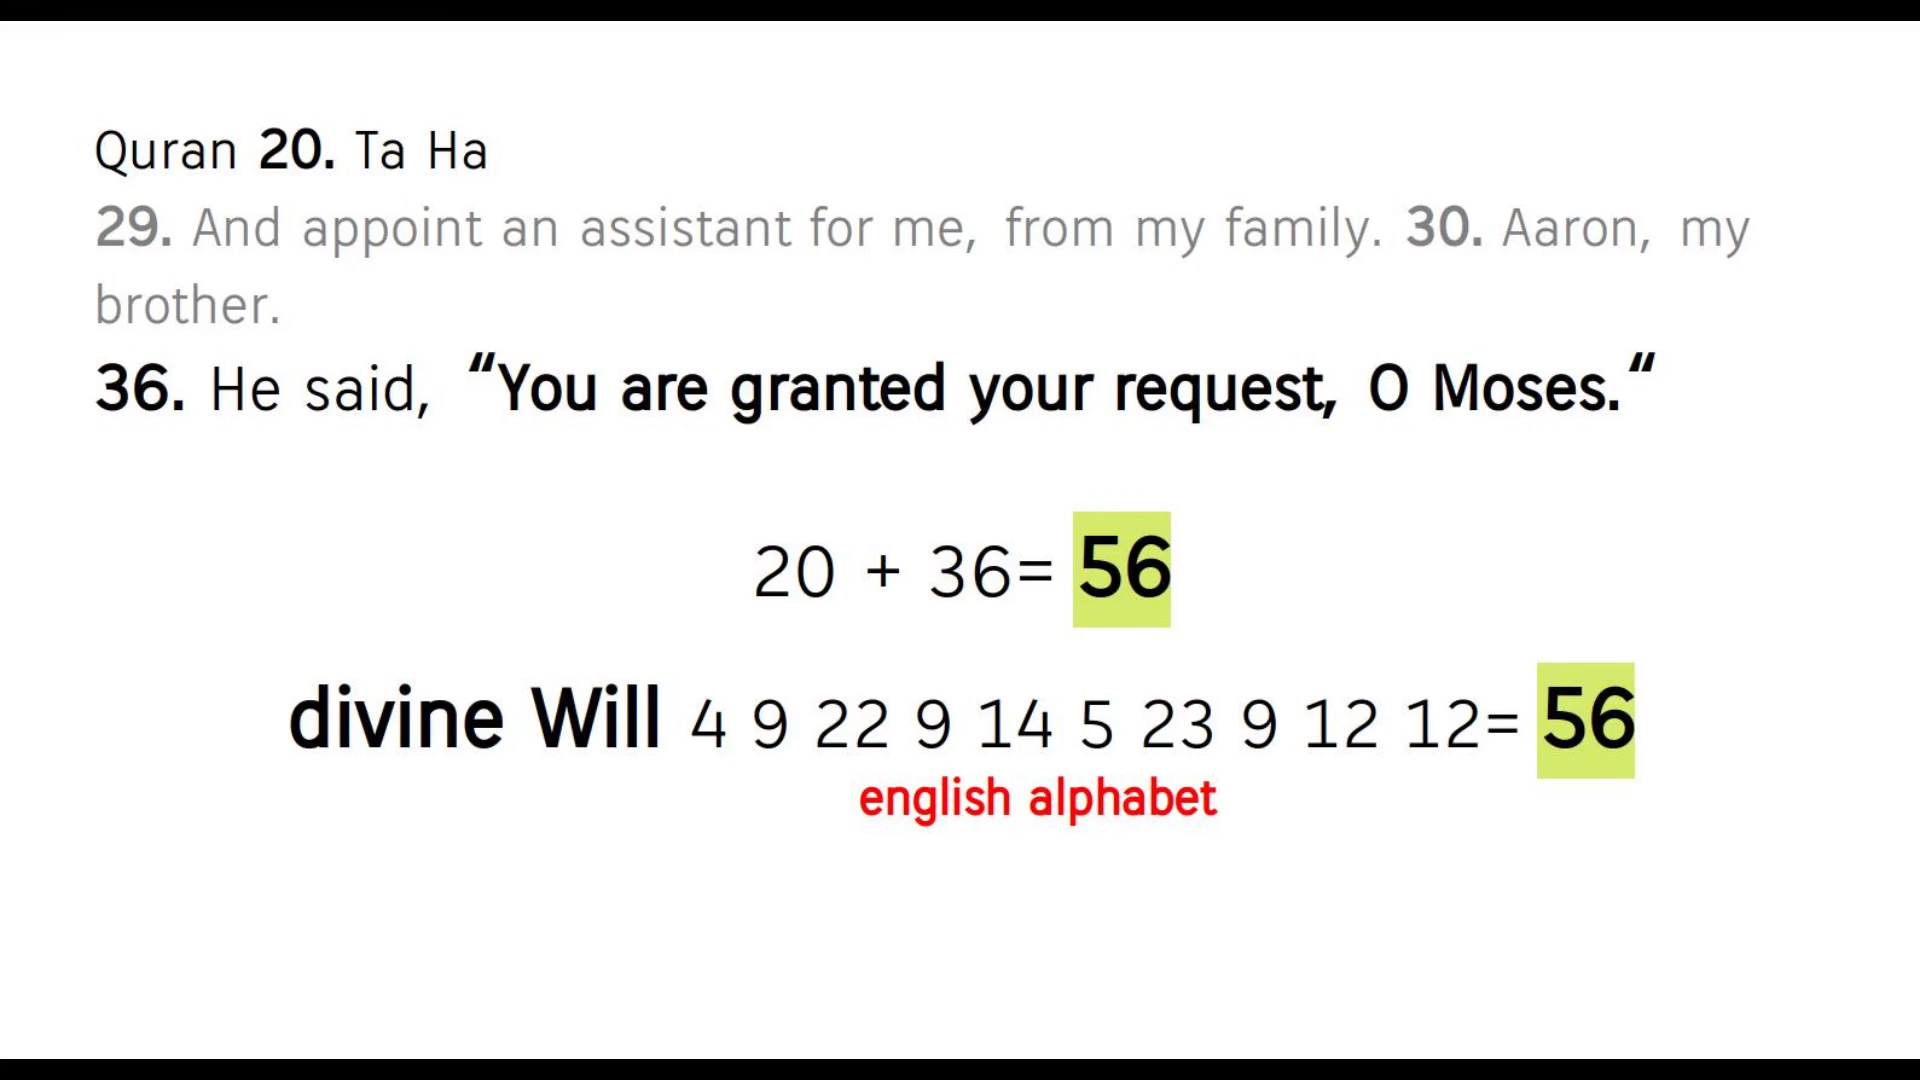 Quran 20. Ta Ha
29. And appoint an assistant for me, from my family. 30. Aaron, my
brother.
36. He said, “You are granted your request, O Moses.“
20 + 36= 56
divine Will 4 9 22 9 14 5 23 9 12 12= 56
english alphabet